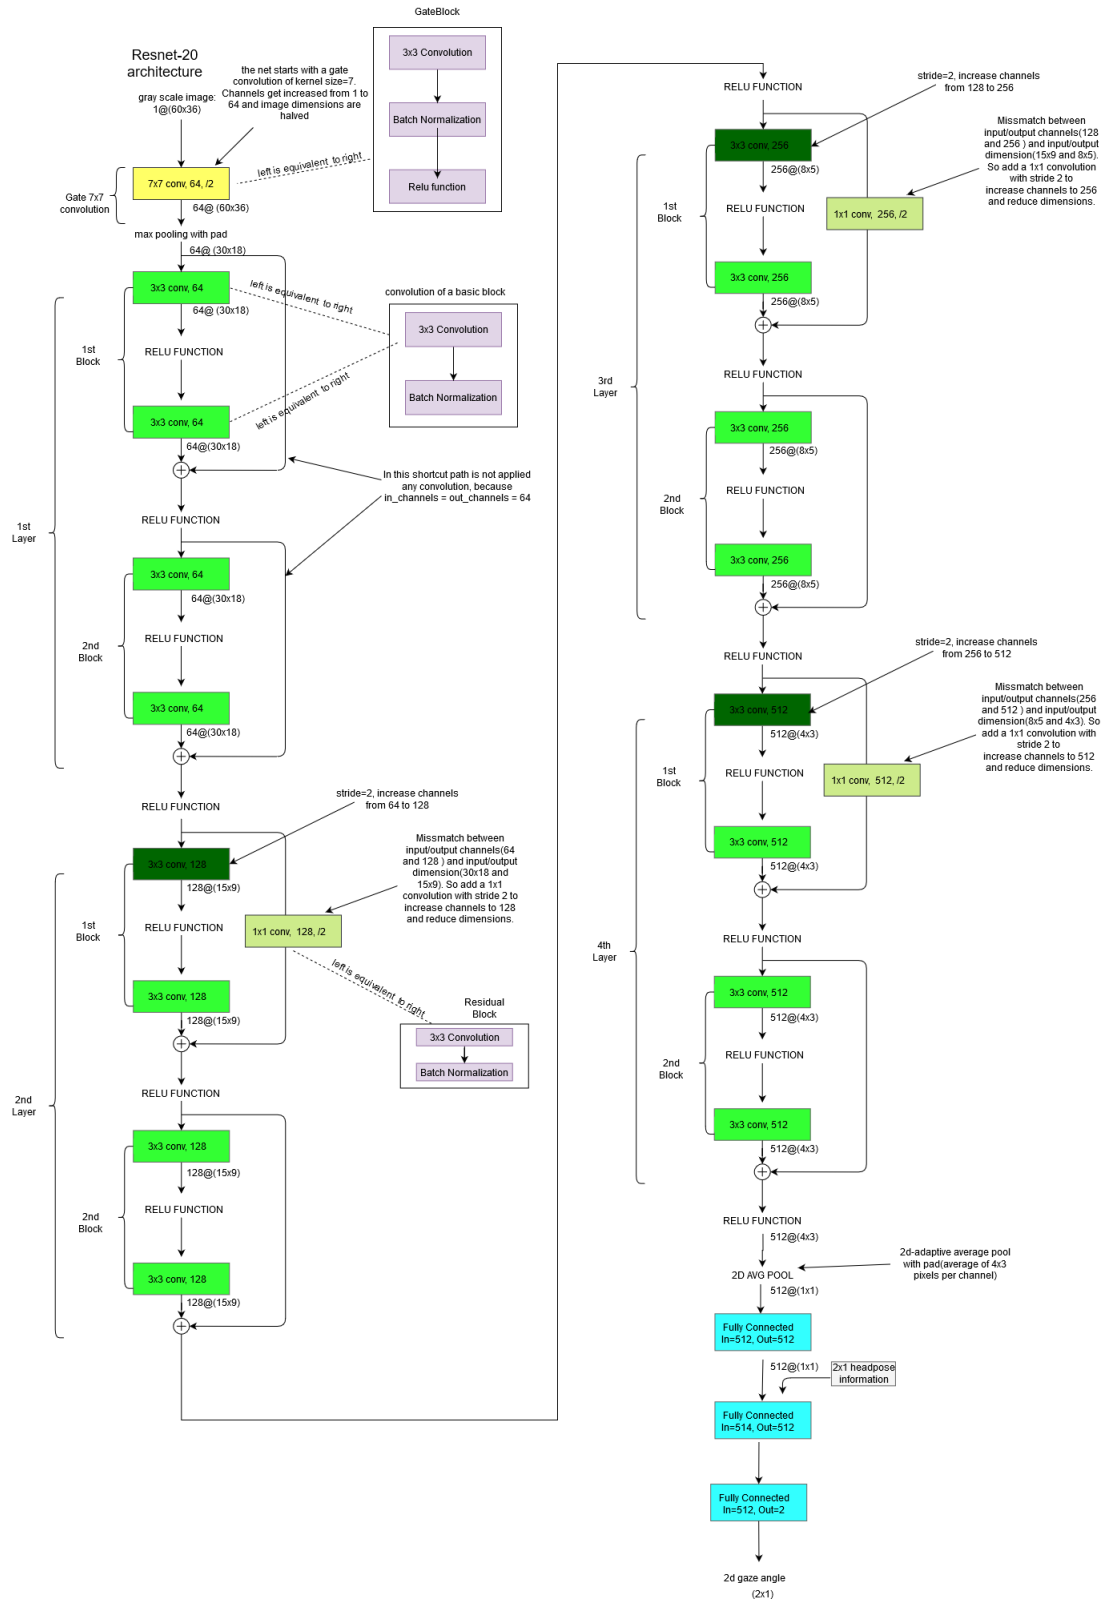 Resnet-20
architecture
gray scale image:
1@(60x36)
the net starts with a gate
convolution of kernel size=7.
Channels get increased from 1 to
64 and image dimensions are
halved
GateBlock
3x3 Convolution
Batch Normalization
Relu function
left is equivalent to right
Gate 7x7
convolution
7x7 conv, 64, /2
64@ (60x36)
max pooling with pad
64@ (30x18)
1st
Layer
1st
Block
3x3 conv, 64
64@ (30x18)
RELU FUNCTION
3x3 conv, 64
64@(30x18)
left is equivalent to right
left is equivalent to right
convolution of a basic block
3x3 Convolution
Batch Normalization
In this shortcut path is not applied
any convolution, because
in_channels = out_channels = 64
RELU FUNCTION
2nd
Block
3x3 conv, 64
64@(30x18)
RELU FUNCTION
3x3 conv, 64
64@(30x18)
RELU FUNCTION
stride=2, increase channels
from 64 to 128
2nd
Layer
1st
Block
3x3 conv, 128
128@(15x9)
RELU FUNCTION
3x3 conv, 128
128@(15x9)
1x1 conv, 128, /2
Missmatch between
input/output channels(64
and 128 ) and input/output
dimension(30x18 and
15x9). So add a 1x1
convolution with stride 2 to
increase channels to 128
and reduce dimensions.
left is equivalent to right
Residual
Block
3x3 Convolution
Batch Normalization
RELU FUNCTION
2nd
Block
3x3 conv, 128
128@(15x9)
RELU FUNCTION
3x3 conv, 128
128@(15x9)
RELU FUNCTION
stride=2, increase channels
from 128 to 256
3rd
Layer
1st
Block
3x3 conv, 256
256@(8x5)
RELU FUNCTION
3x3 conv, 256
256@(8x5)
1x1 conv, 256, /2
Missmatch between
input/output channels(128
and 256 ) and input/output
dimension(15x9 and 8x5).
So add a 1x1 convolution
with stride 2 to
increase channels to 256
and reduce dimensions.
RELU FUNCTION
2nd
Block
3x3 conv, 256
256@(8x5)
RELU FUNCTION
3x3 conv, 256
256@(8x5)
RELU FUNCTION
stride=2, increase channels
from 256 to 512
4th
Layer
1st
Block
3x3 conv, 512
512@(4x3)
RELU FUNCTION
3x3 conv, 512
512@(4x3)
1x1 conv, 512, /2
Missmatch between
input/output channels(256
and 512 ) and input/output
dimension(8x5 and 4x3). So
add a 1x1 convolution with
stride 2 to
increase channels to 512
and reduce dimensions.
RELU FUNCTION
2nd
Block
3x3 conv, 512
512@(4x3)
RELU FUNCTION
3x3 conv, 512
512@(4x3)
RELU FUNCTION
512@(4x3)
2D AVG POOL
2d-adaptive average pool
with pad(average of 4x3
pixels per channel)
512@(1x1)
Fully Connected
In=512, Out=512
512@(1x1)
2x1 headpose
information
Fully Connected
In=514, Out=512
Fully Connected
In=512, Out=2
2d gaze angle
(2x1)